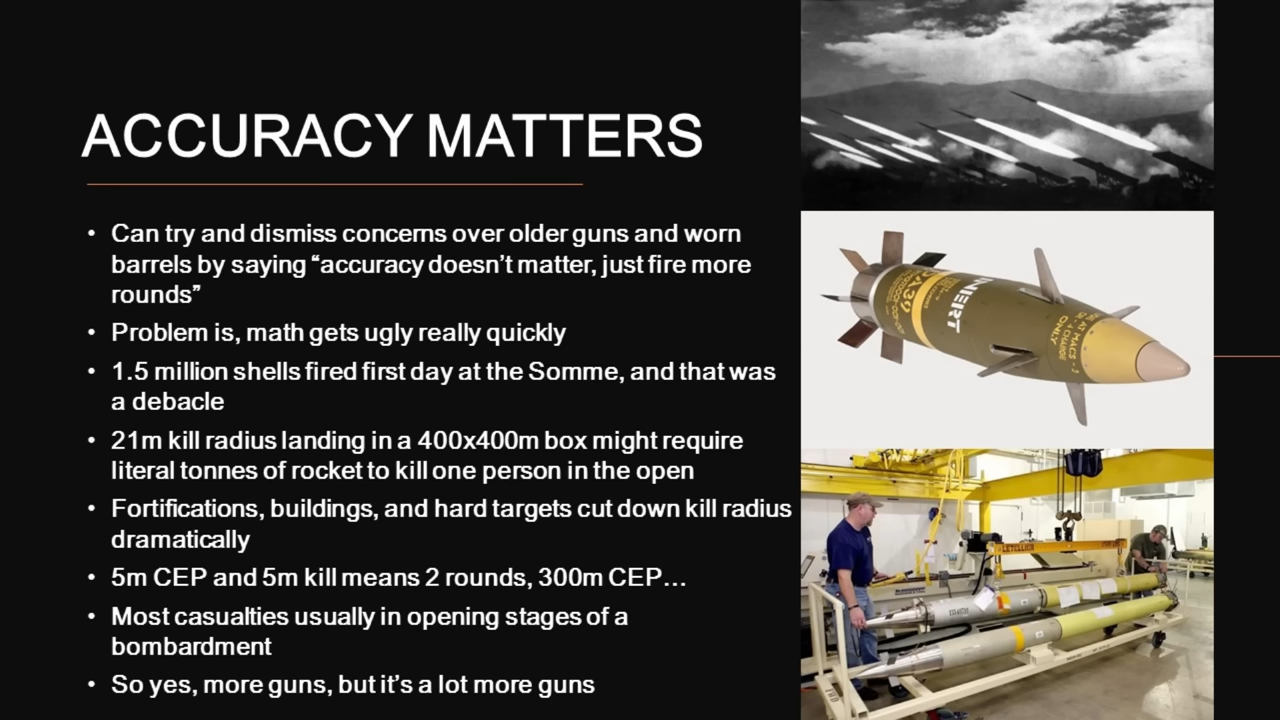 ACCURACY MATTERS
• Can try and dismiss concerns over older guns and worn
barrels by saying “accuracy doesn’t matter, just fire more
rounds”
• Problem is, math gets ugly really quickly
• 1.5 million shells fired first day at the Somme, and that was
a debacle
• 21m kill radius landing in a 400x400m box might require
literal tonnes of rocket to kill one person in the open
• Fortifications, buildings, and hard targets cut down kill radius
dramatically
• 5m CEP and 5m kill means 2 rounds, 300m CEP…
• Most casualties usually in opening stages of a
bombardment
• So yes, more guns, but it’s a lot more guns
INERT
ONLY
LETELLIER